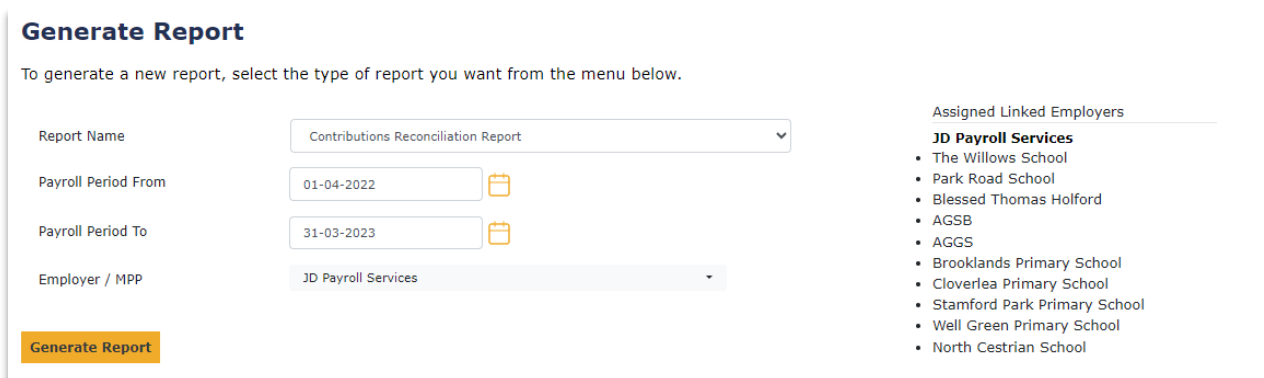 Generate Report
To generate a new report, select the type of report you want from the menu below.
Report Name
Contributions Reconciliation Report
Payroll Period From
01-04-2022
Payroll Period To
31-03-2023
Employer / MPP
JD Payroll Services
Generate Report
Assigned Linked Employers
JD Payroll Services
• The Willows School
• Park Road School
• Blessed Thomas Holford
• AGSB
• AGGS
• Brooklands Primary School
• Cloverlea Primary School
• Stamford Park Primary School
• Well Green Primary School
• North Cestrian School